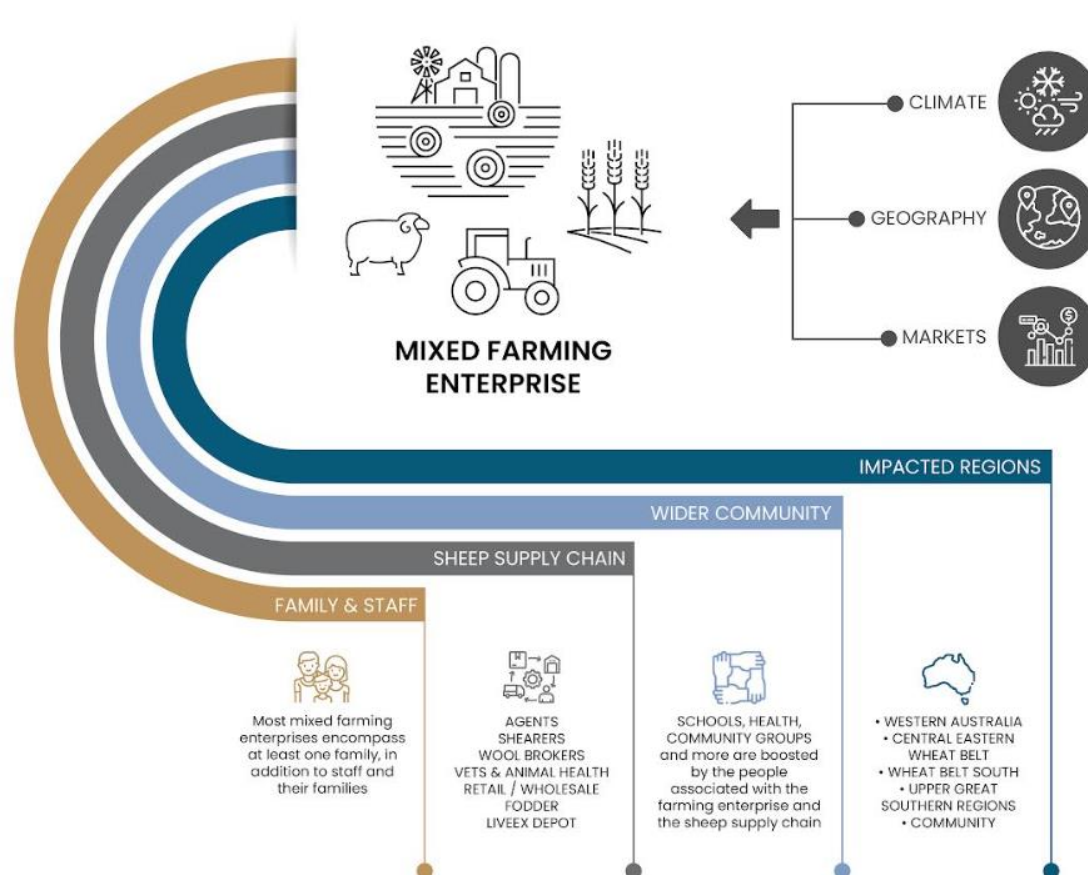 CLIMATE
GEOGRAPHY
MARKETS
MIXED FARMING
ENTERPRISE
IMPACTED REGIONS
WIDER COMMUNITY
SHEEP SUPPLY CHAIN
FAMILY & STAFF
Most mixed farming
enterprises encompass
at least one family, in
addition to staff and
their families
AGENTS
SHEARERS
WOOL BROKERS
VETS & ANIMAL HEALTH
RETAIL / WHOLESALE
FODDER
LIVEEX DEPOT
SCHOOLS, HEALTH,
COMMUNITY GROUPS
and more are boosted
by the people
associated with the
farming enterprise and
the sheep supply chain
• WESTERN AUSTRALIA
• CENTRAL EASTERN
WHEAT BELT
• WHEAT BELT SOUTH
• UPPER GREAT
SOUTHERN REGIONS
• COMMUNITY